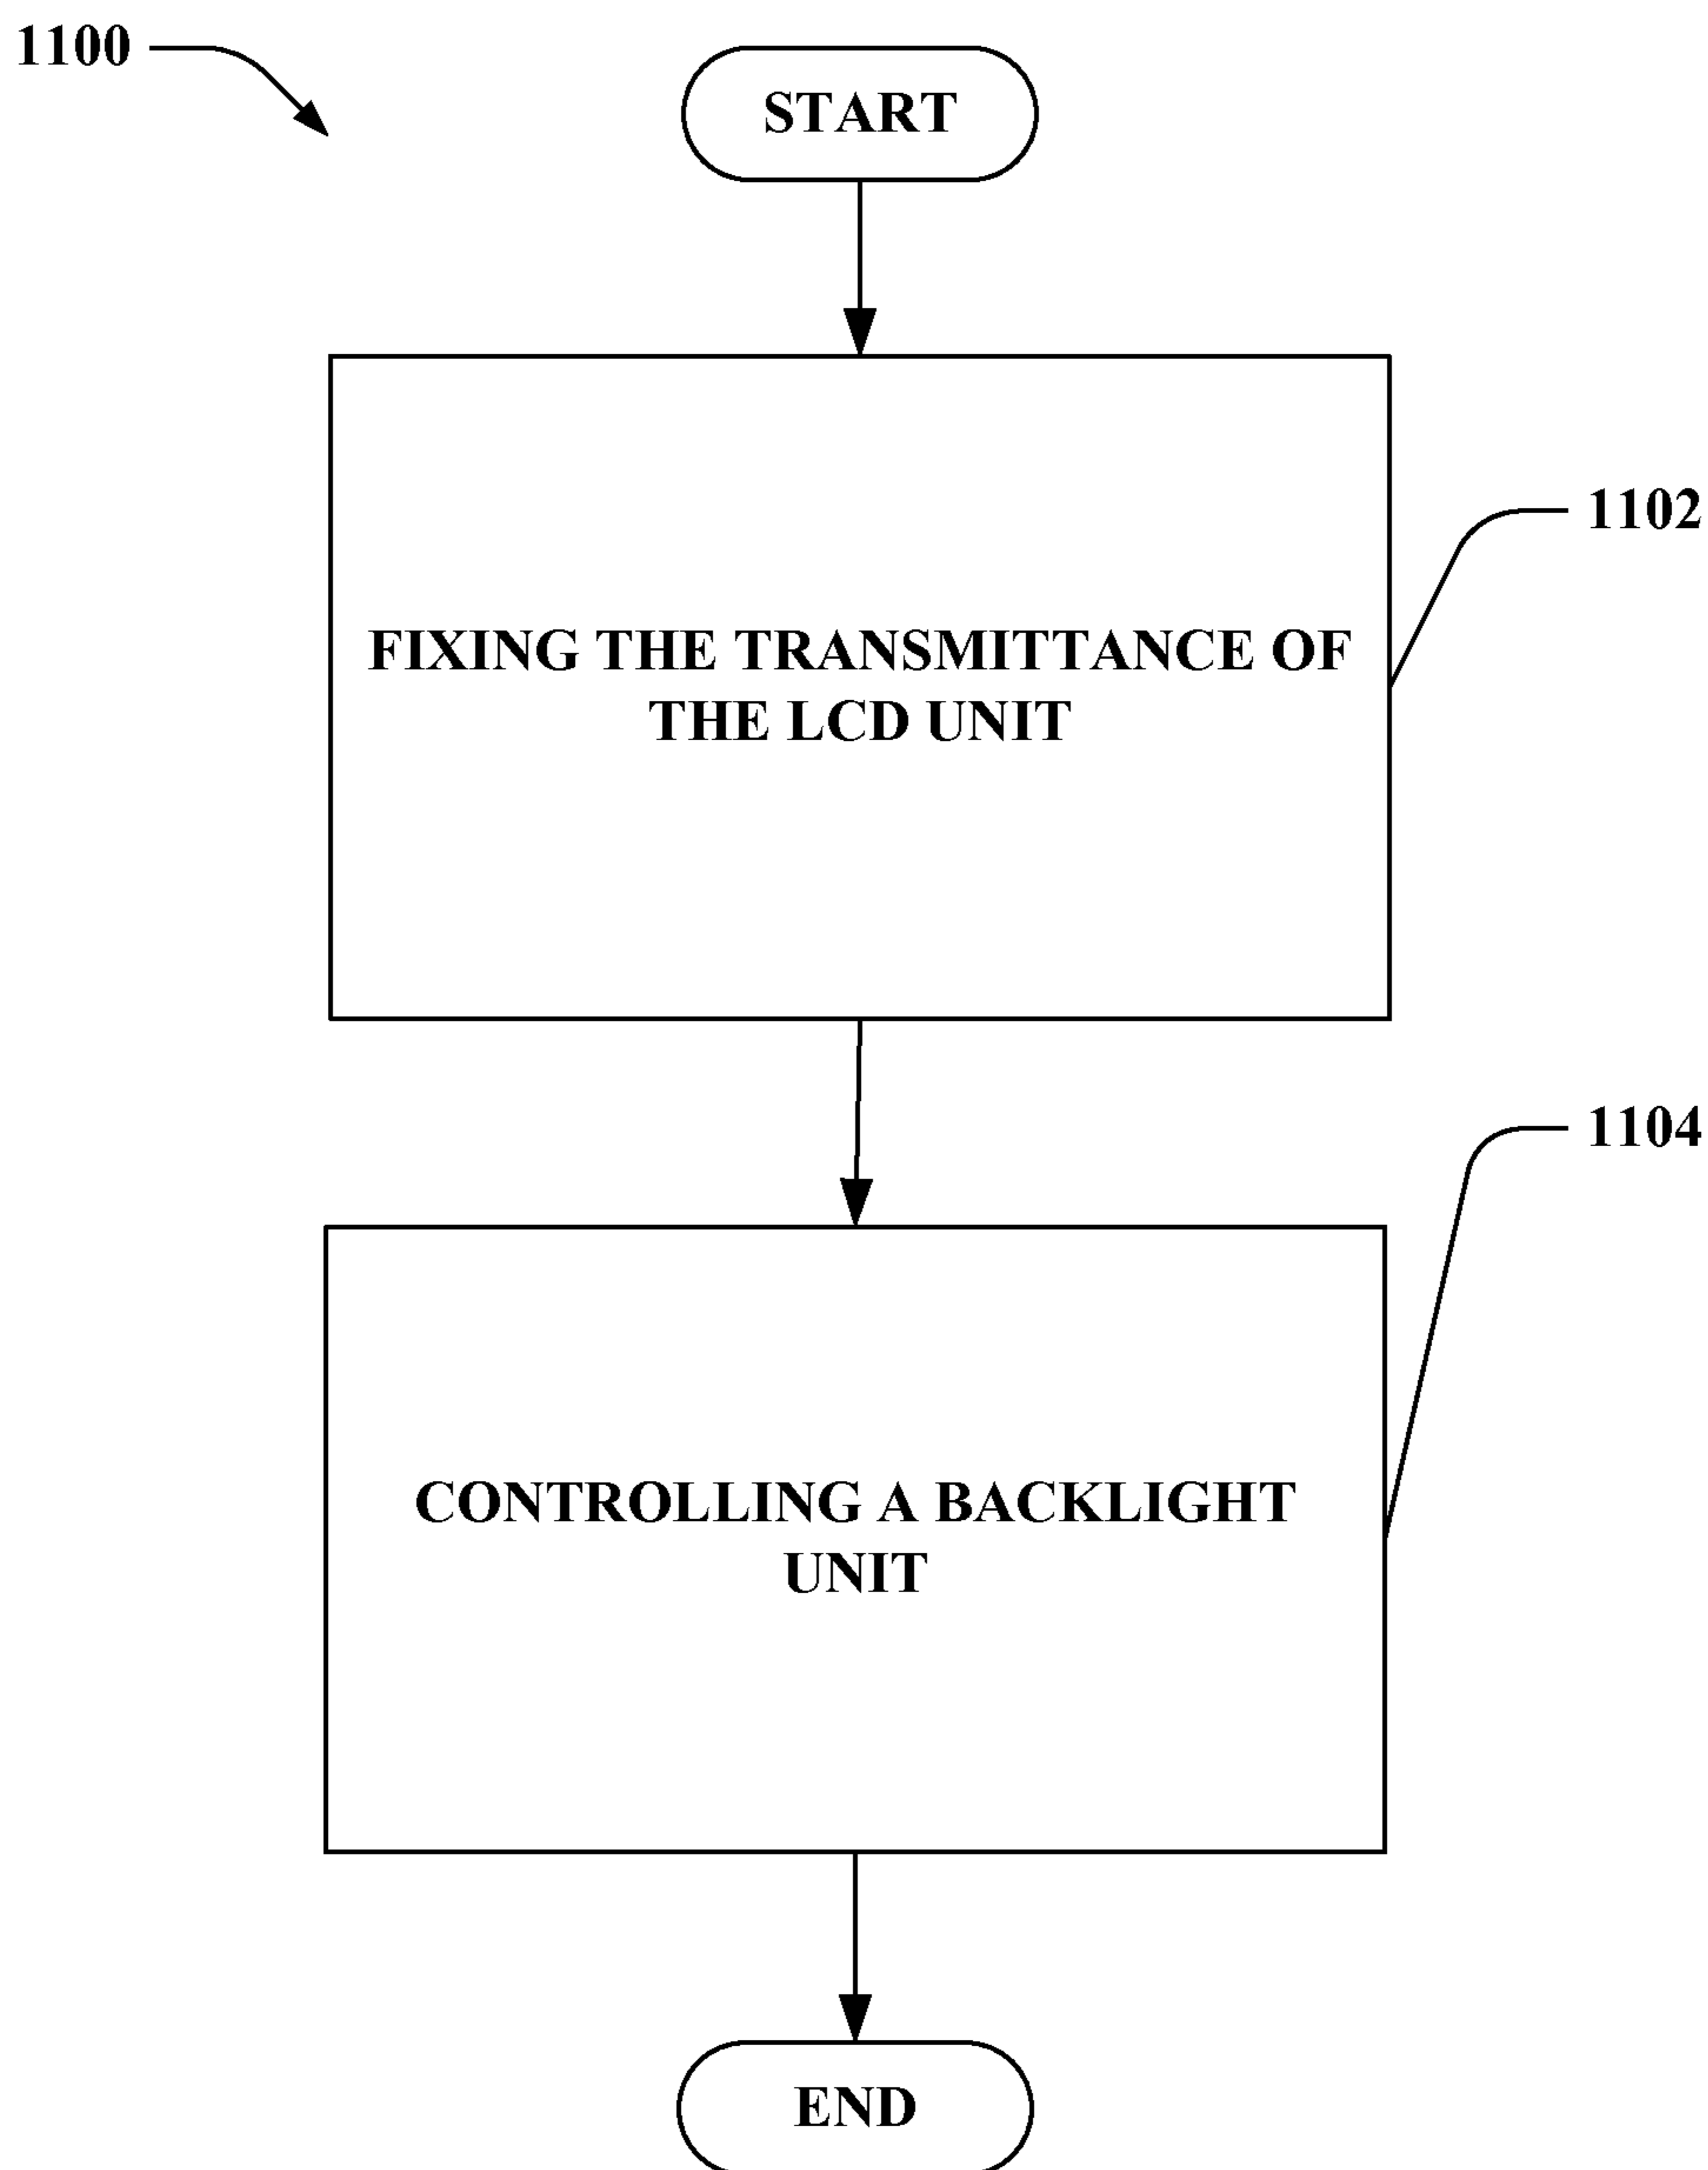 1100
START
1102
FIXING THE TRANSMITTANCE OF
THE LCD UNIT
1104
CONTROLLING A BACKLIGHT
UNIT
END